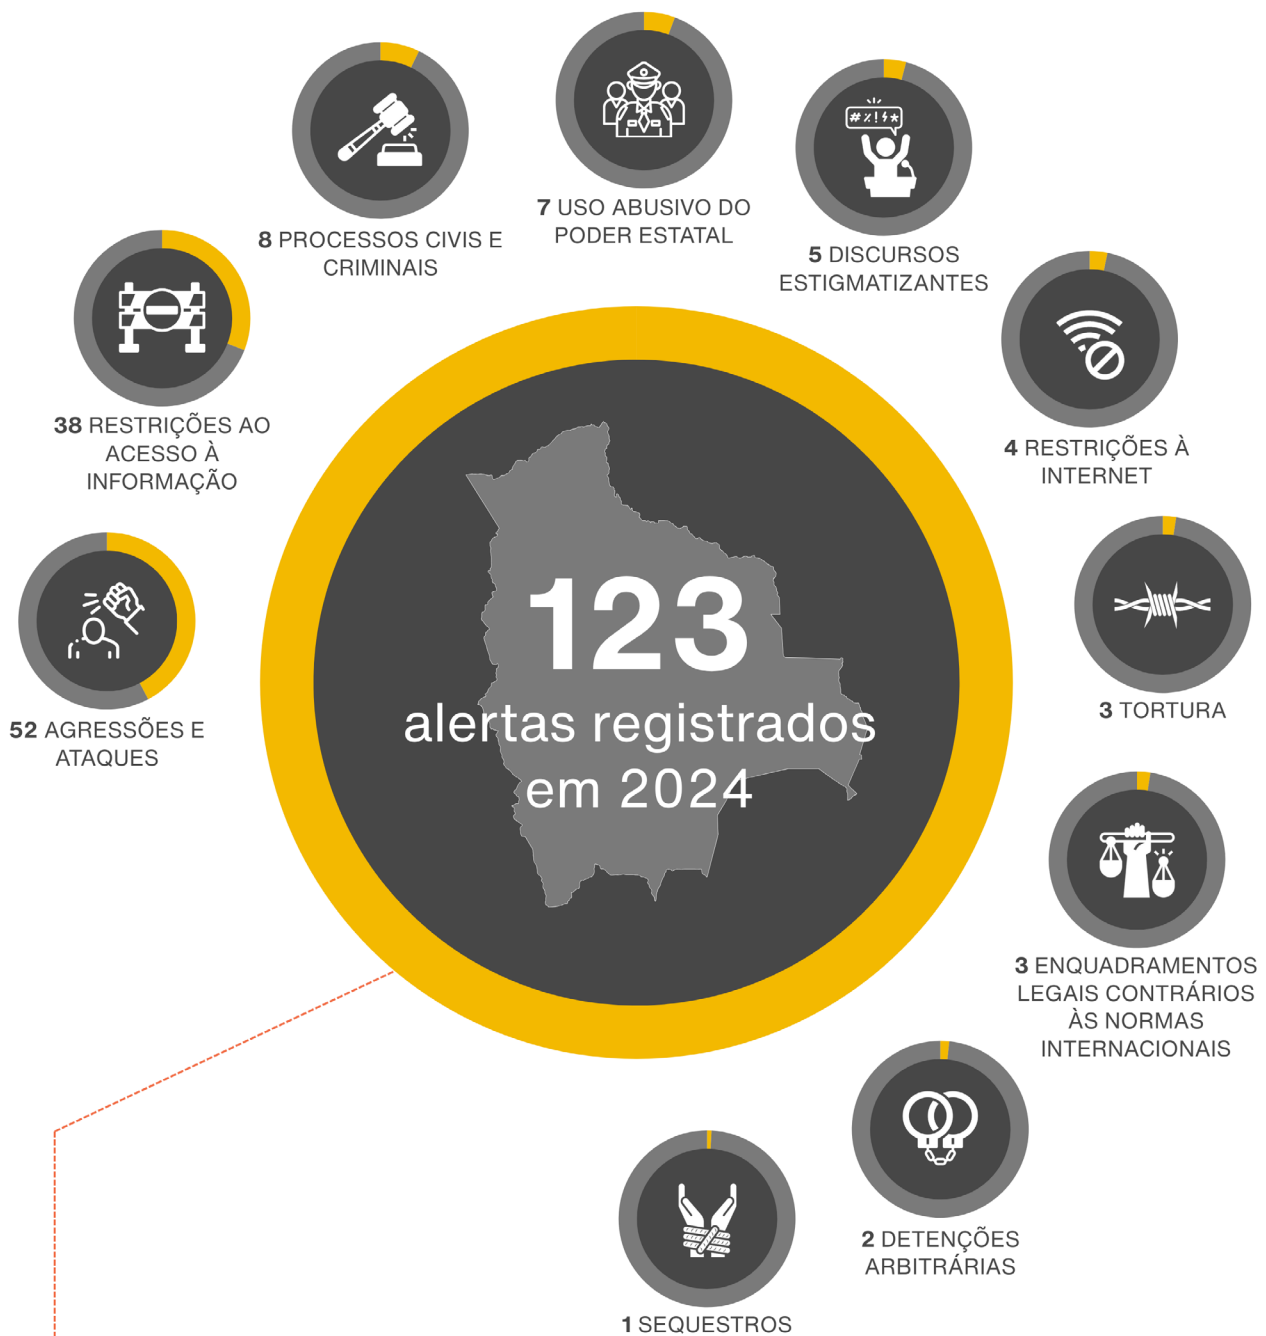 #%!⚡*
7 USO ABUSIVO DO
PODER ESTATAL
8 PROCESSOS CIVIS E
CRIMINAIS
5 DISCURSOS
ESTIGMATIZANTES
38 RESTRIÇÕES AO
ACESSO À
INFORMAÇÃO
4 RESTRIÇÕES À
INTERNET
123
alertas registrados
em 2024
52 AGRESSÕES E
ATAQUES
3 TORTURA
3 ENQUADRAMENTOS
LEGAIS CONTRÁRIOS
ÀS NORMAS
INTERNACIONAIS
2 DETENÇÕES
ARBITRÁRIAS
1 SEQUESTROS